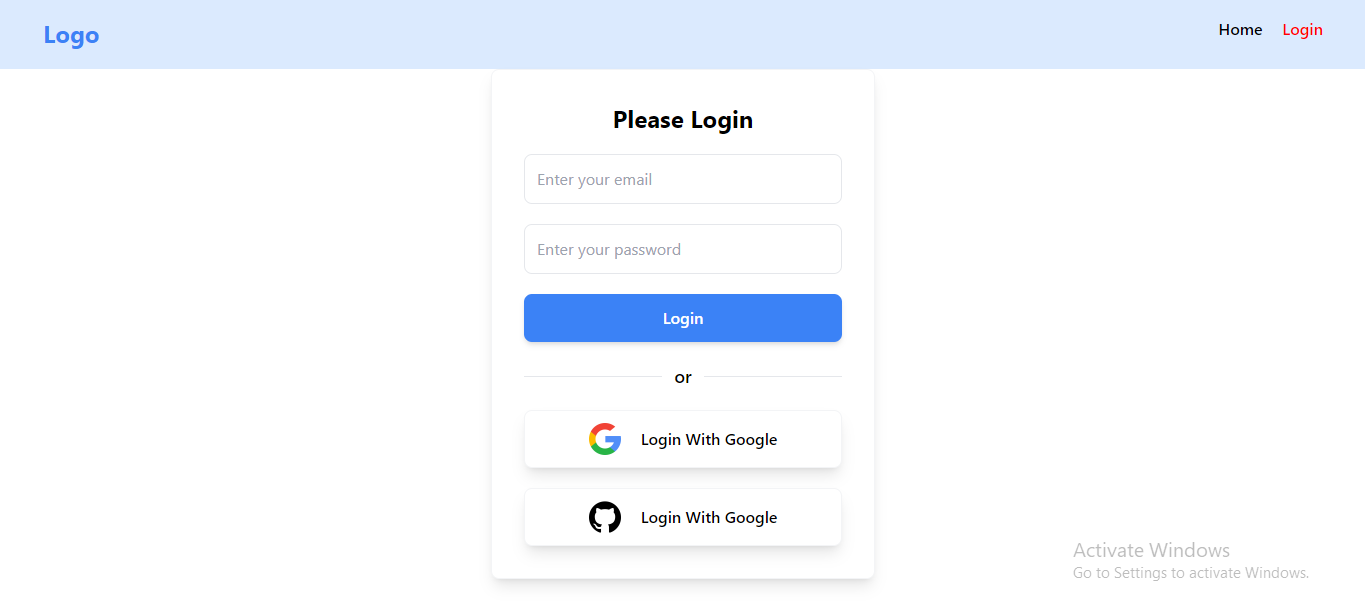 Logo
Home
Login
Please Login
Enter your email
Enter your password
Login
or
Login With Google
Login With Google
Activate Windows
Go to Settings to activate Windows.